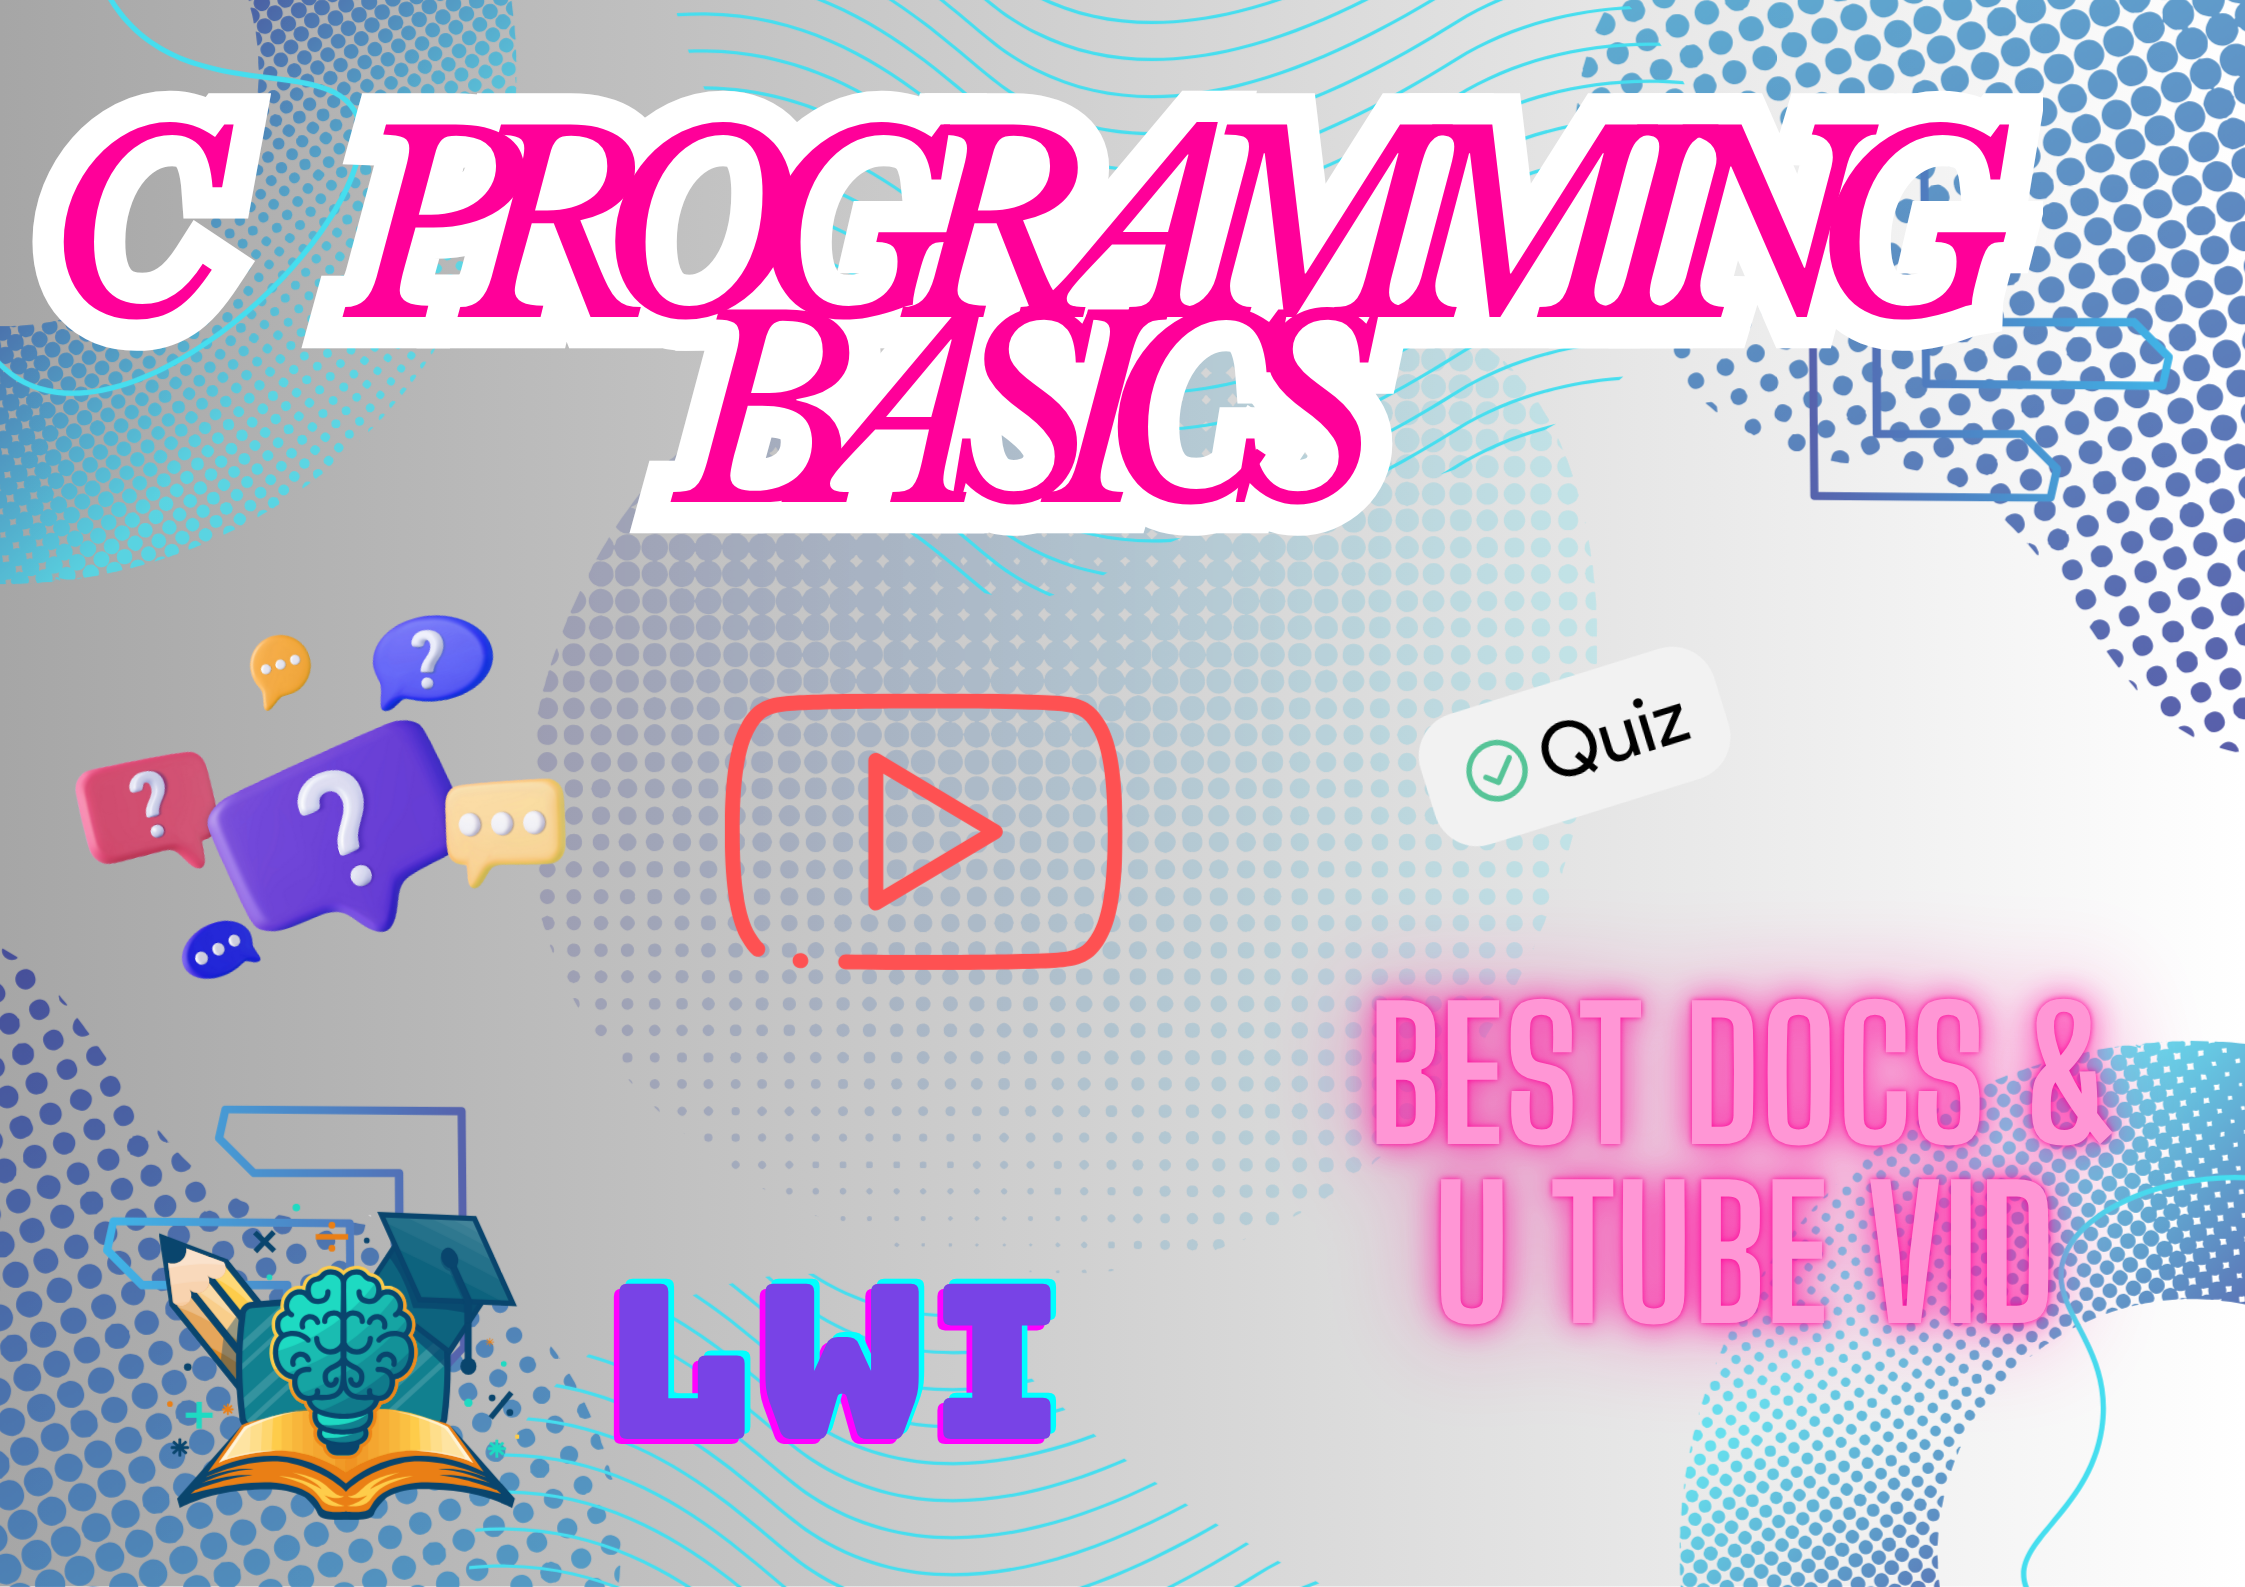 C PROGRAMMING
BASICS
?
?
?
Quiz
BEST DOCS &
U TUBE VID
LWI